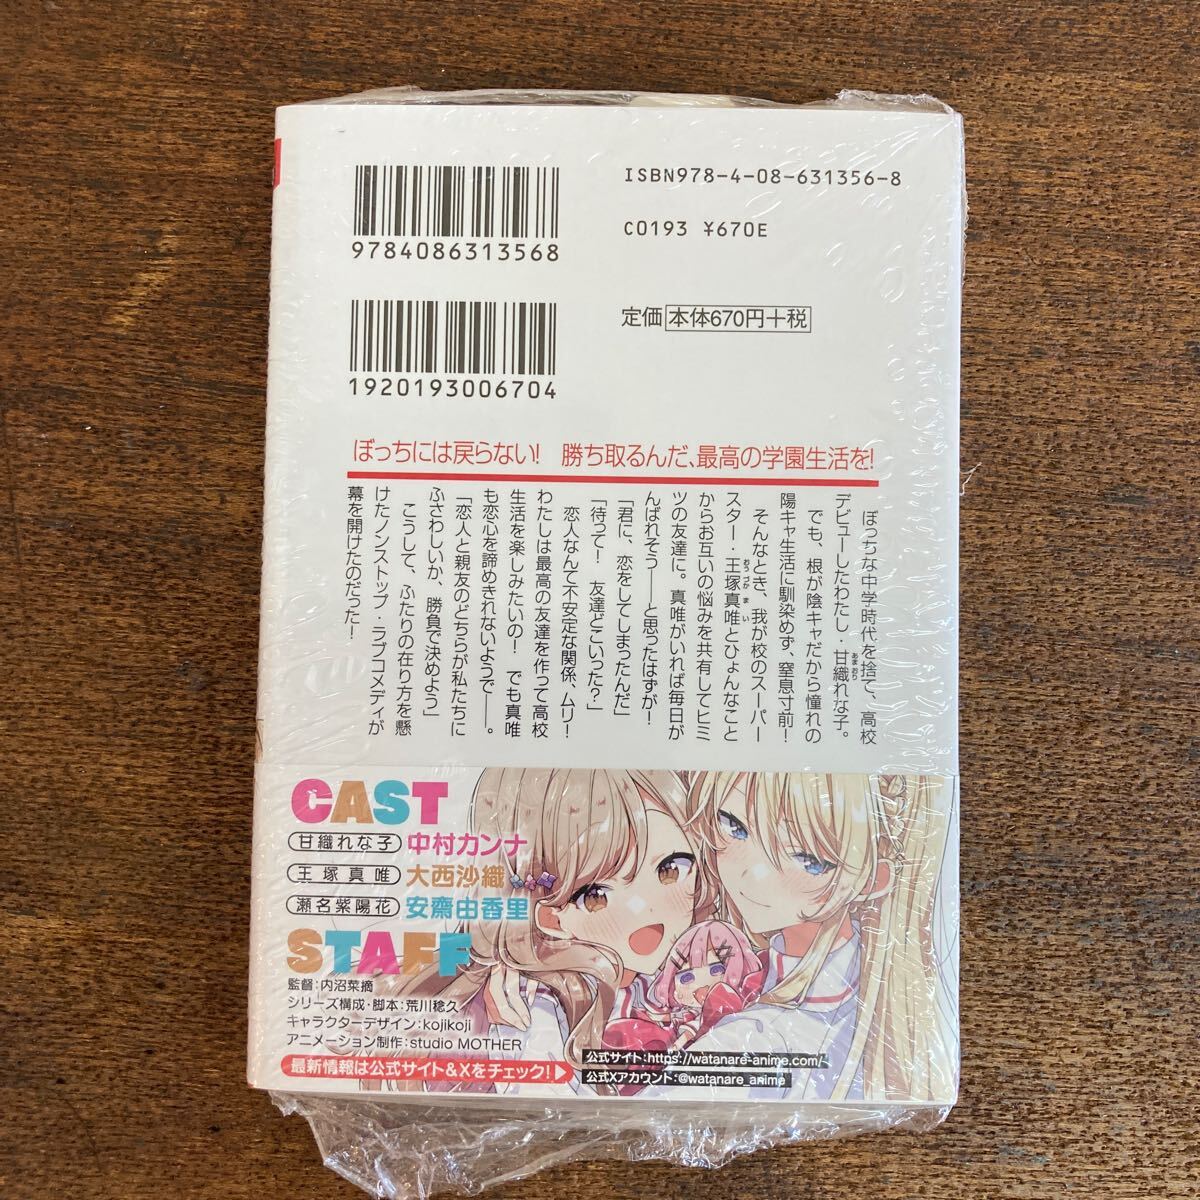 ISBN978-4-08-631356-8
C0193 ¥670E
9784086313568
定価 本体670円+税
1920193006704
ぼっちには戻らない! 勝ち取るんだ、最高の学園生活を!
ぼっちな中学時代を捨て、高校
デビューしたわたし・甘織れな子。
あまおり
でも、根が陰キャだから憧れの
陽キャ生活に馴染めず、窒息寸前!
そんなとき、我が校のスーパー
スター・王塚真唯とひょんなこと
おうづかまい
からお互いの悩みを共有してヒミ
ツの友達に。真唯がいれば毎日が
んばれそう──と思ったはずが!
「君に、恋をしてしまったんだ」
「待って! 友達どこいった?」
恋人なんて不安定な関係、ムリ!
わたしは最高の友達を作って高校
生活を楽しみたいの! でも真唯
も恋心を諦めきれないようで──。
「恋人と親友のどちらが私たちに
ふさわしいか、勝負で決めよう」
こうして、ふたりの在り方を懸
けたノンストップ・ラブコメディが
幕を開けたのだった!
CAST
甘織れな子 中村カンナ
王塚真唯 大西沙織
瀬名紫陽花 安齋由香里
STAFF
監督:内沼菜摘
シリーズ構成・脚本:荒川稔久
キャラクターデザイン:kojikoji
アニメーション制作:studio MOTHER
最新情報は公式サイト&Xをチェック!
公式サイト:https://watanare-anime.com/
公式Xアカウント:@watanare_anime